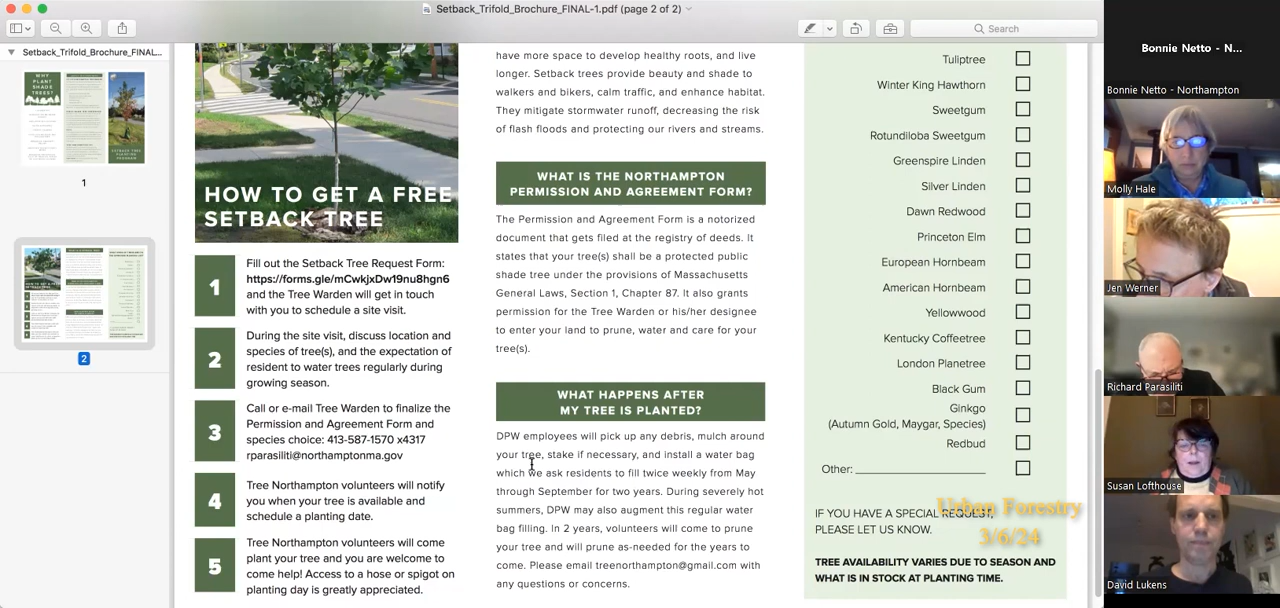 Setback_Trifold_Brochure_FINAL-1.pdf (page 2 of 2)
Search
Setback_Trifold_Brochure_FINAL...
1
2
HOW TO GET A FREE
SETBACK TREE
1
Fill out the Setback Tree Request Form:
https://forms.gle/mCwkjxDw19nu8hgn6
and the Tree Warden will get in touch
with you to schedule a site visit.
2
During the site visit, discuss location and
species of tree(s), and the expectation of
resident to water trees regularly during
growing season.
3
Call or e-mail Tree Warden to finalize the
Permission and Agreement Form and
species choice: 413-587-1570 x4317
rparasiliti@northamptonma.gov
4
Tree Northampton volunteers will notify
you when your tree is available and
schedule a planting date.
5
Tree Northampton volunteers will come
plant your tree and you are welcome to
come help! Access to a hose or spigot on
planting day is greatly appreciated.
have more space to develop healthy roots, and live
longer. Setback trees provide beauty and shade to
walkers and bikers, calm traffic, and enhance habitat.
They mitigate stormwater runoff, decreasing the risk
of flash floods and protecting our rivers and streams.
WHAT IS THE NORTHAMPTON
PERMISSION AND AGREEMENT FORM?
The Permission and Agreement Form is a notorized
document that gets filed at the registry of deeds. It
states that your tree(s) shall be a protected public
shade tree under the provisions of Massachusetts
General Laws, Section 1, Chapter 87. It also grants
permission for the Tree Warden or his/her designee
to enter your land to prune, water and care for your
tree(s).
WHAT HAPPENS AFTER
MY TREE IS PLANTED?
DPW employees will pick up any debris, mulch around
your tree, stake if necessary, and install a water bag
which we ask residents to fill twice weekly from May
through September for two years. During severely hot
summers, DPW may also augment this regular water
bag filling. In 2 years, volunteers will come to prune
your tree and will prune as-needed for the years to
come. Please email treenorthampton@gmail.com with
any questions or concerns.
Tuliptree
Winter King Hawthorn
Sweetgum
Rotundiloba Sweetgum
Greenspire Linden
Silver Linden
Dawn Redwood
Princeton Elm
European Hornbeam
American Hornbeam
Yellowwood
Kentucky Coffeetree
London Planetree
Black Gum
Ginkgo
(Autumn Gold, Maygar, Species)
Redbud
Other:
IF YOU HAVE A SPECIAL REQUEST,
PLEASE LET US KNOW.
Urban Forestry
3/6/24
TREE AVAILABILITY VARIES DUE TO SEASON AND
WHAT IS IN STOCK AT PLANTING TIME.
Bonnie Netto - N...
Bonnie Netto - Northampton
Molly Hale
Jen Werner
Richard Parasiliti
Susan Lofthouse
David Lukens